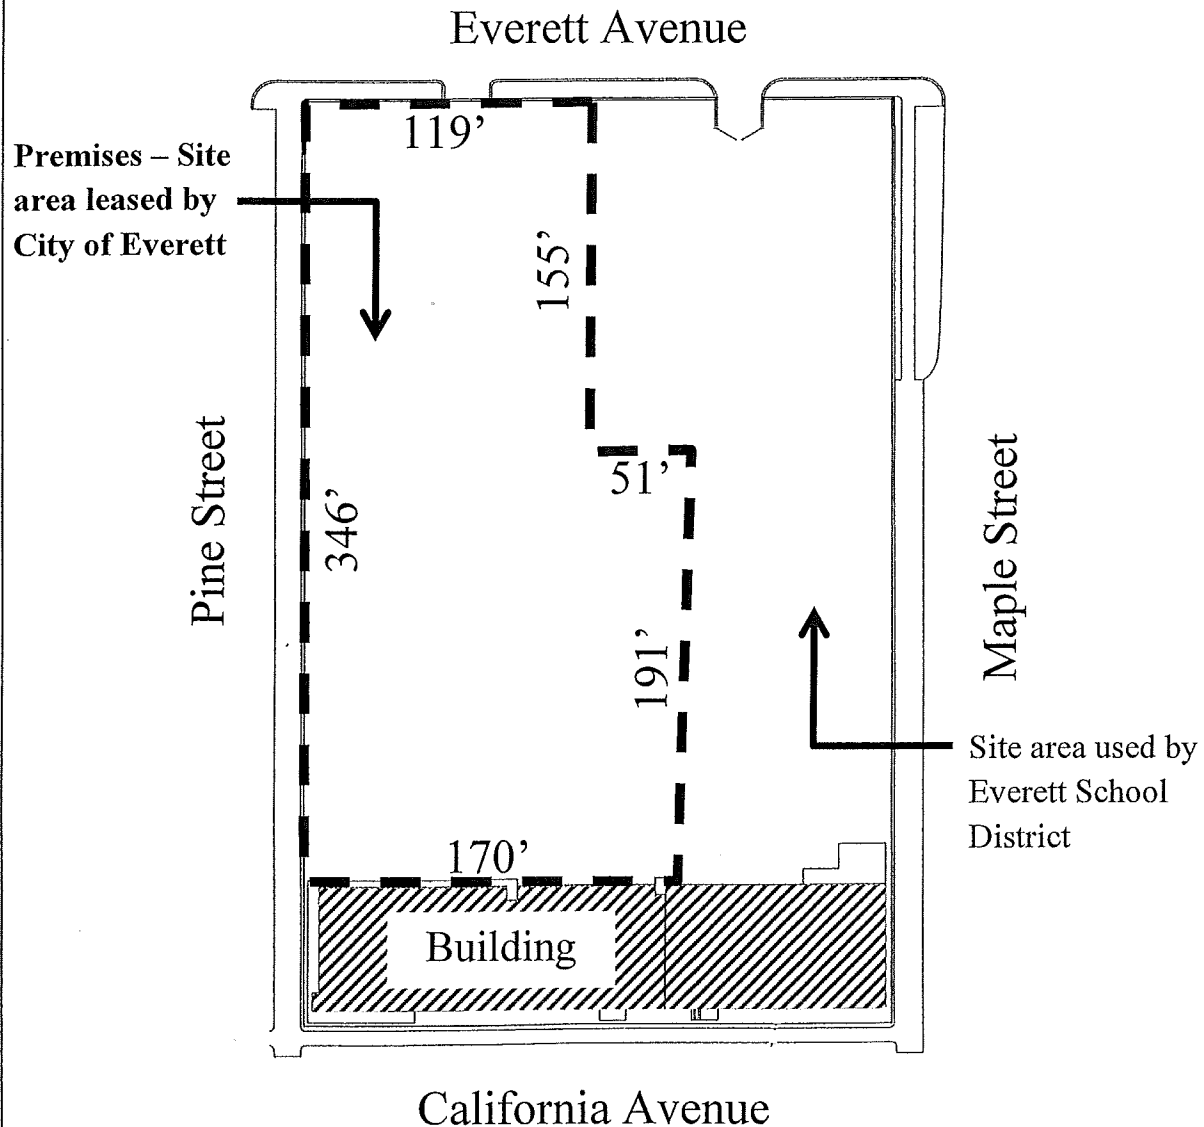 Everett Avenue
119’
Premises – Site
area leased by
City of Everett
155’
Pine Street
346’
51’
Maple Street
191’
Site area used by
Everett School
District
170’
Building
California Avenue